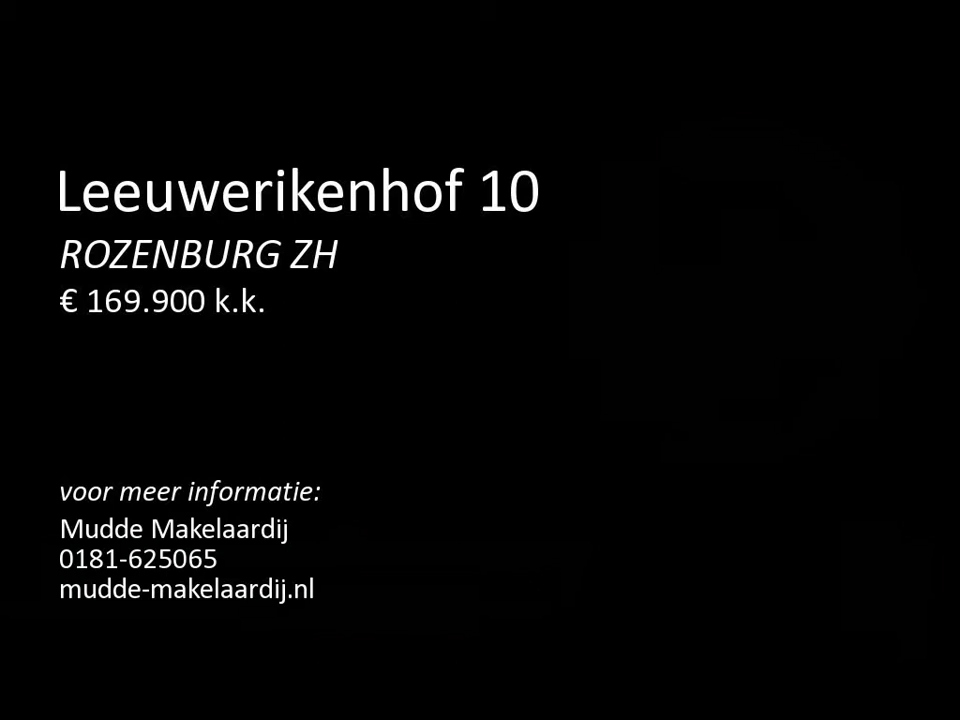 Leeuwerikenhof 10
ROZENBURG ZH
€ 169.900 k.k.
voor meer informatie:
Mudde Makelaardij
0181-625065
mudde-makelaardij.nl